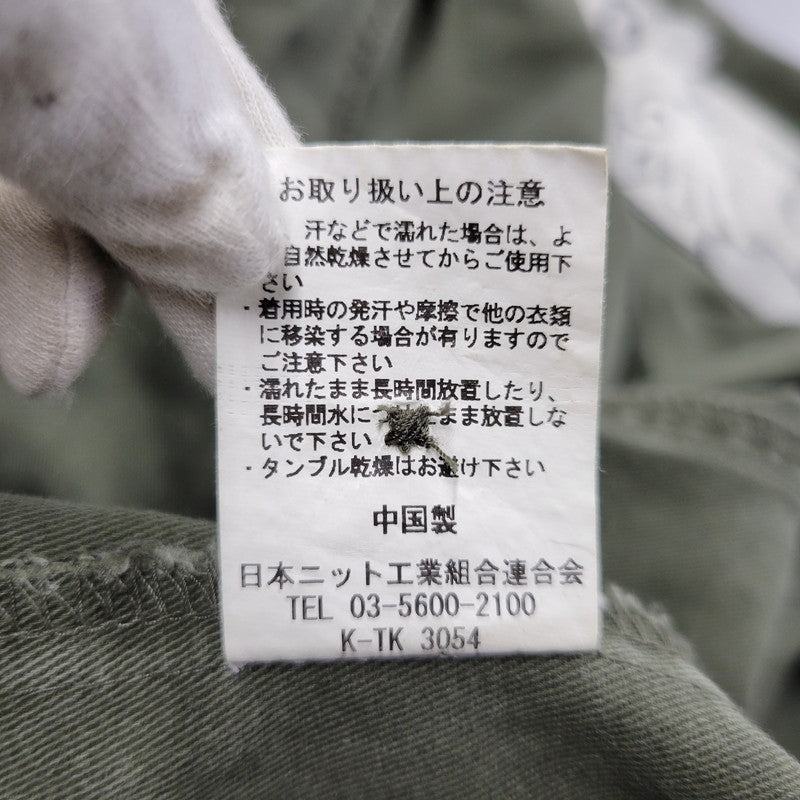 お取り扱い上の注意
汗などで濡れた場合は、よ
自然乾燥させてからご使用下
さい
・着用時の発汗や摩擦で他の衣類
に移染する場合が有りますので
ご注意下さい
・濡れたまま長時間放置したり、
長時間水に まま放置しな
いで下さい
・タンブル乾燥はお避け下さい
中国製
日本ニット工業組合連合会
TEL 03-5600-2100
K-TK 3054